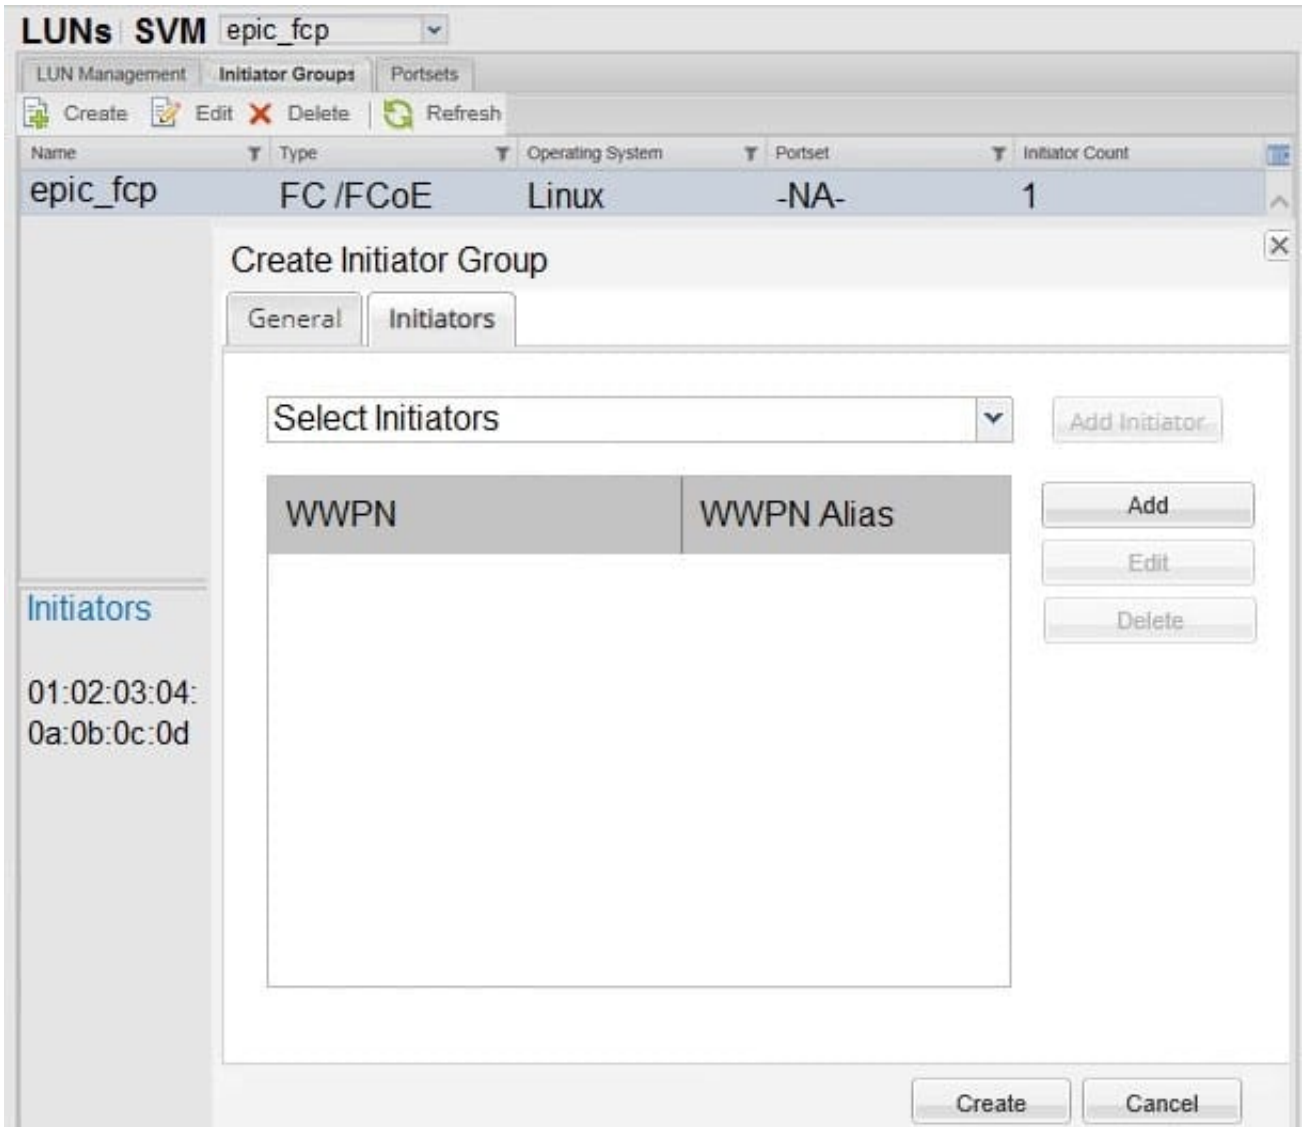 LUNs SVM epic_fcp
LUN Management Initiator Groups Portsets
Create Edit Delete Refresh
Name Type Operating System Portset Initiator Count
epic_fcp FC /FCoE Linux -NA- 1
Create Initiator Group
General Initiators
Select Initiators Add Initiator
WWPN WWPN Alias
Add
Edit
Delete
Initiators
01:02:03:04:
0a:0b:0c:0d
Create Cancel